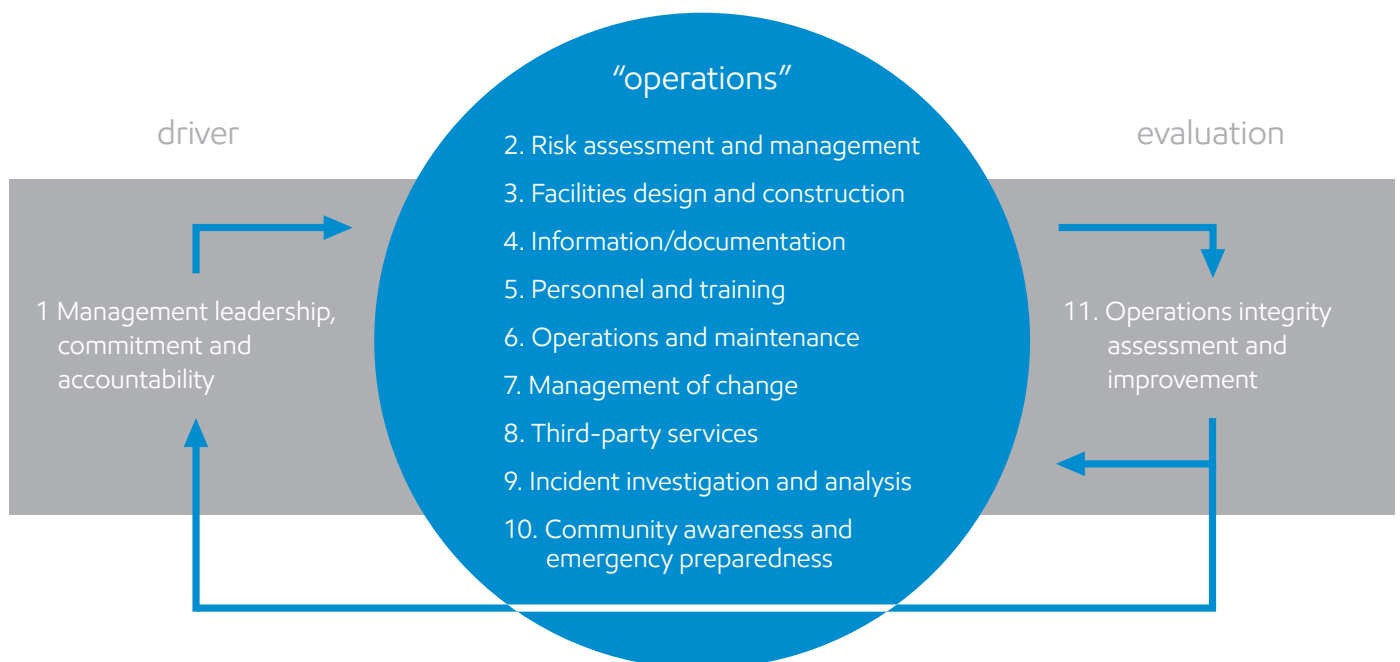 driver
1 Management leadership,
commitment and
accountability
“operations”
2. Risk assessment and management
3. Facilities design and construction
4. Information/documentation
5. Personnel and training
6. Operations and maintenance
7. Management of change
8. Third-party services
9. Incident investigation and analysis
10. Community awareness and
emergency preparedness
evaluation
11. Operations integrity
assessment and
improvement